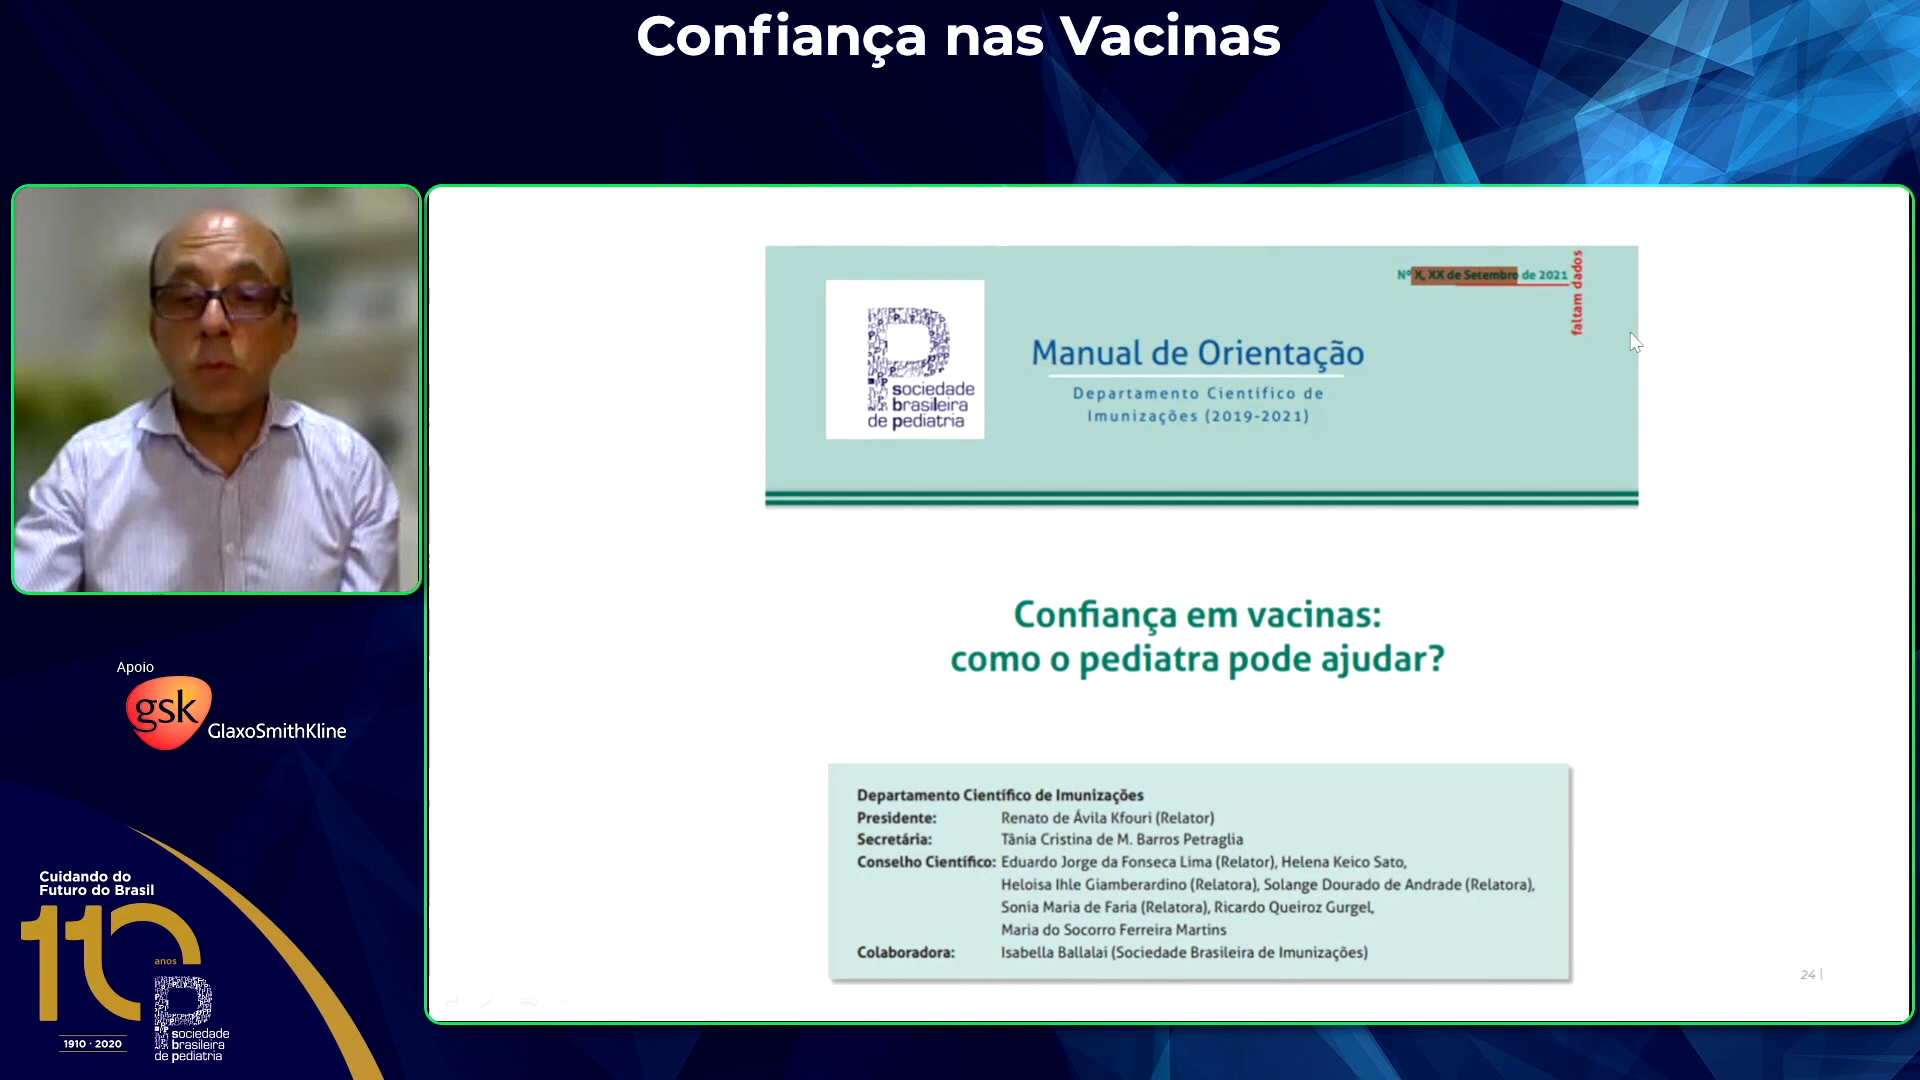 Confiança nas Vacinas
Nº X, XX de Setembro de 2021
faltam dados
sociedade
brasileira
de pediatria
Manual de Orientação
Departamento Científico de
Imunizações (2019-2021)
Confiança em vacinas:
como o pediatra pode ajudar?
Departamento Científico de Imunizações
Presidente: Renato de Ávila Kfouri (Relator)
Secretária: Tânia Cristina de M. Barros Petraglia
Conselho Científico: Eduardo Jorge da Fonseca Lima (Relator), Helena Keico Sato,
Heloisa Ihle Giamberardino (Relatora), Solange Dourado de Andrade (Relatora),
Sonia Maria de Faria (Relatora), Ricardo Queiroz Gurgel,
Maria do Socorro Ferreira Martins
Colaboradora: Isabella Ballalai (Sociedade Brasileira de Imunizações)
24 |
Apoio
gsk
GlaxoSmithKline
Cuidando do
Futuro do Brasil
110
anos
1910 · 2020
sociedade
brasileira
de pediatria